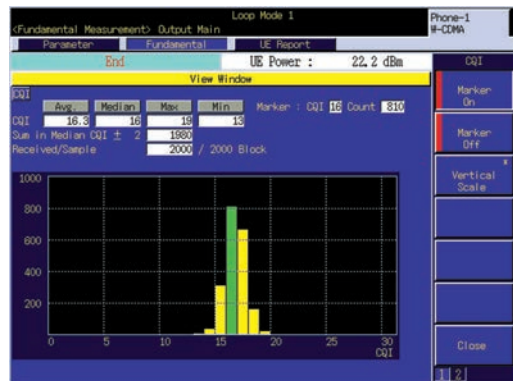 Loop Mode 1
<Fundamental Measurement> Output Main
Phone-1
W-CDMA
Parameter Fundamental UE Report
End UE Power : 22.2 dBm CQI
View Window
CQI
Avg. Median Max Min Marker : CQI 16 Count 810
CQI 16.3 16 19 13
Sum in Median CQI ± 2 1980
Received/Sample 2000 / 2000 Block
Marker
On
Marker
Off
*
Vertical
Scale
Close
1 2
1000
800
600
400
200
0 5 10 15 20 25 30
CQI